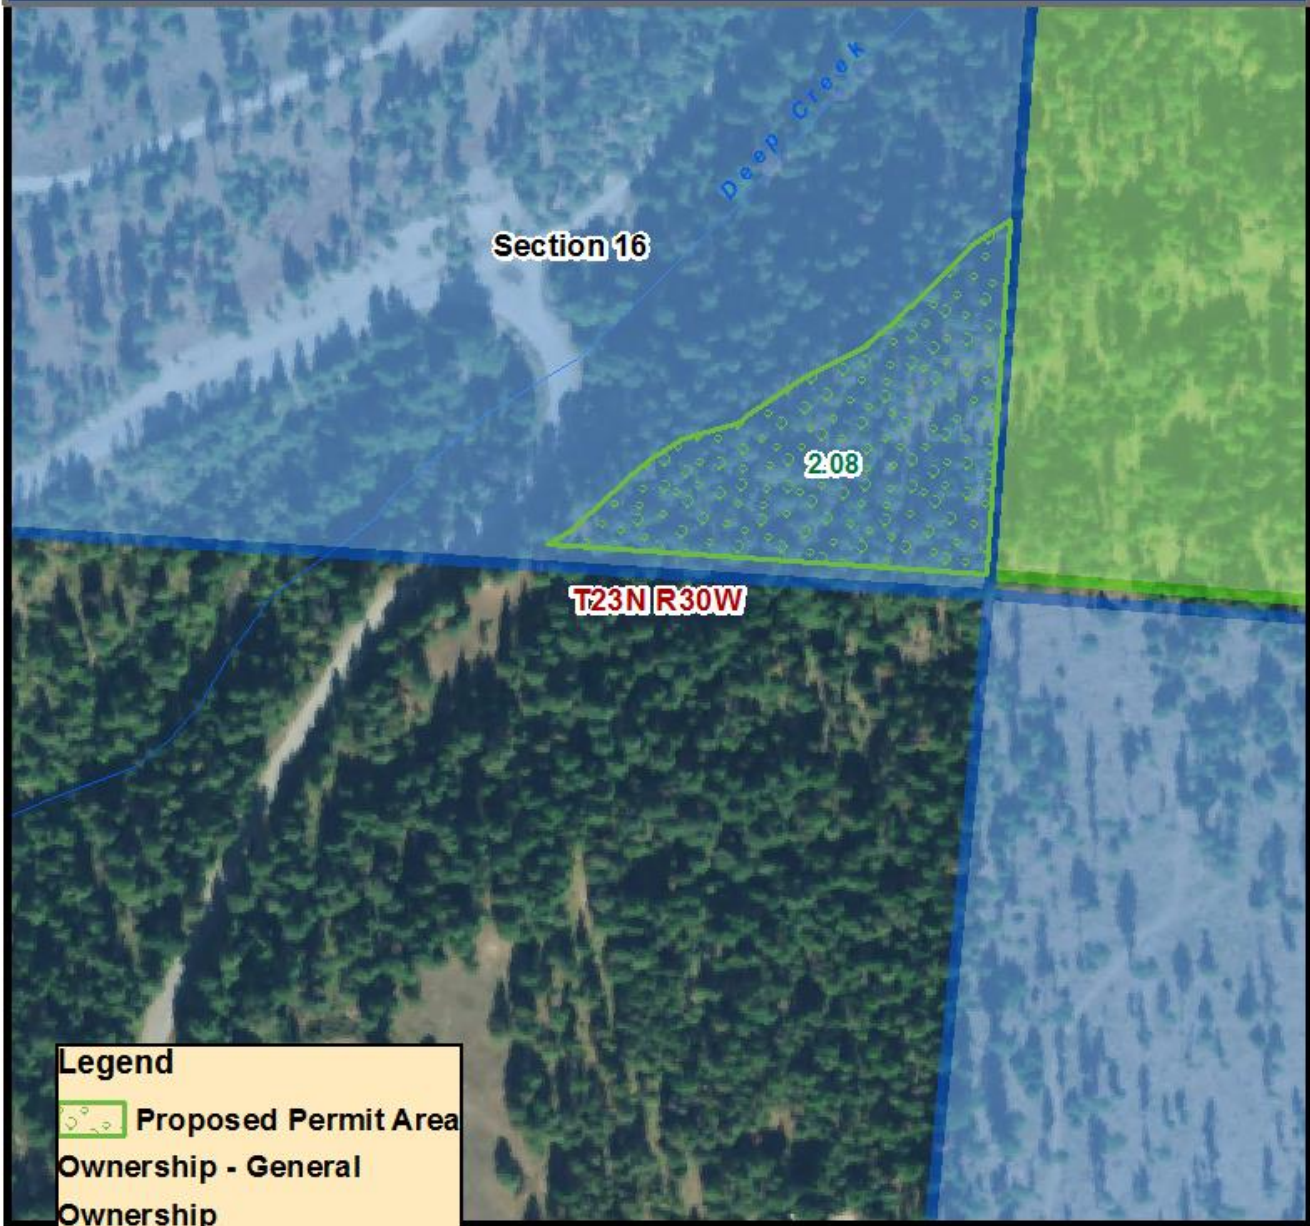 Deep Creek
Section 16
2.08
T23N R30W
Legend
Proposed Permit Area
Ownership - General
Ownership